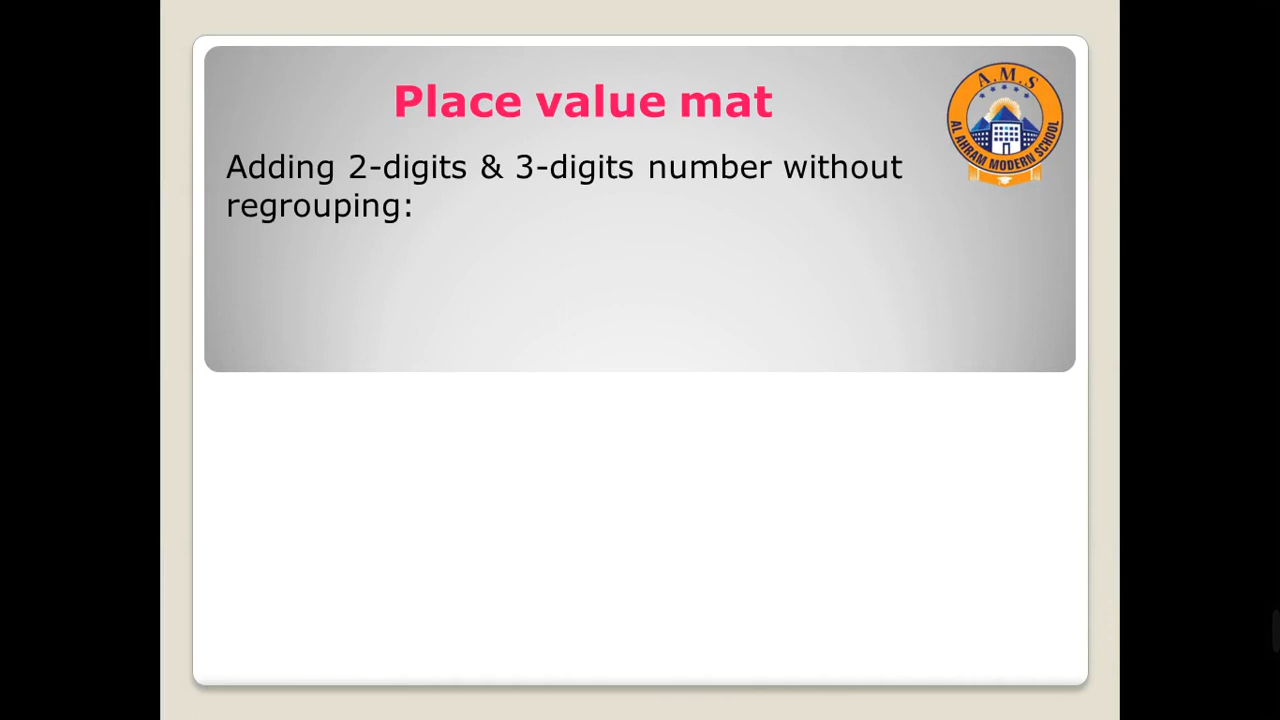 Place value mat
A.M.S
AL AHRAM MODERN SCHOOL
Adding 2-digits & 3-digits number without
regrouping: